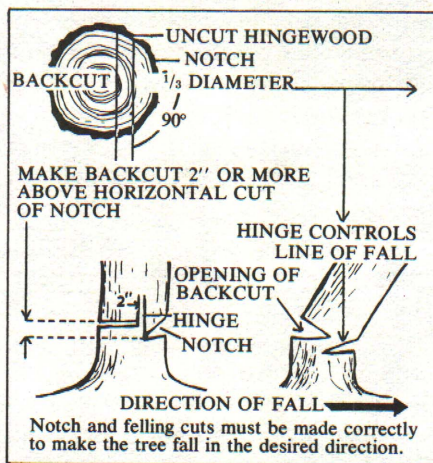 UNCUT HINGEWOOD
NOTCH
BACKCUT
1/3 DIAMETER
90°
MAKE BACKCUT 2" OR MORE
ABOVE HORIZONTAL CUT
OF NOTCH
HINGE CONTROLS
LINE OF FALL
OPENING OF
BACKCUT
2"
HINGE
NOTCH
DIRECTION OF FALL
Notch and felling cuts must be made correctly
to make the tree fall in the desired direction.